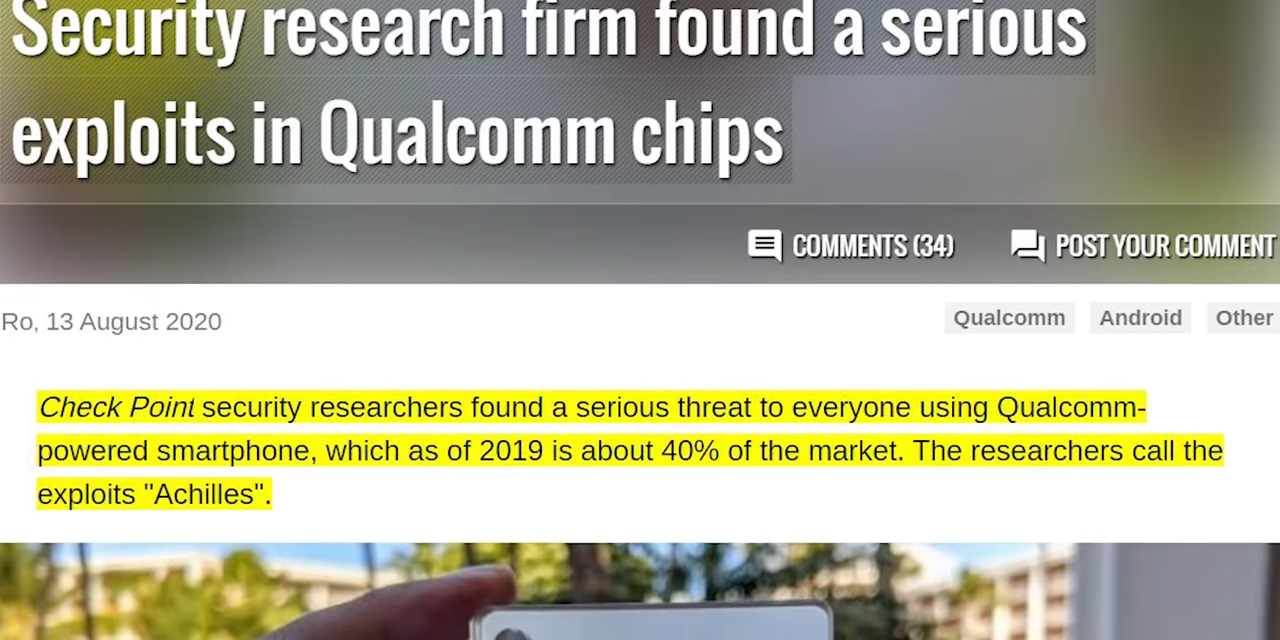 Security research firm found a serious
exploits in Qualcomm chips
COMMENTS (34)
POST YOUR COMMENT
Ro, 13 August 2020
Qualcomm
Android
Other
Check Point security researchers found a serious threat to everyone using Qualcomm-
powered smartphone, which as of 2019 is about 40% of the market. The researchers call the
exploits "Achilles".